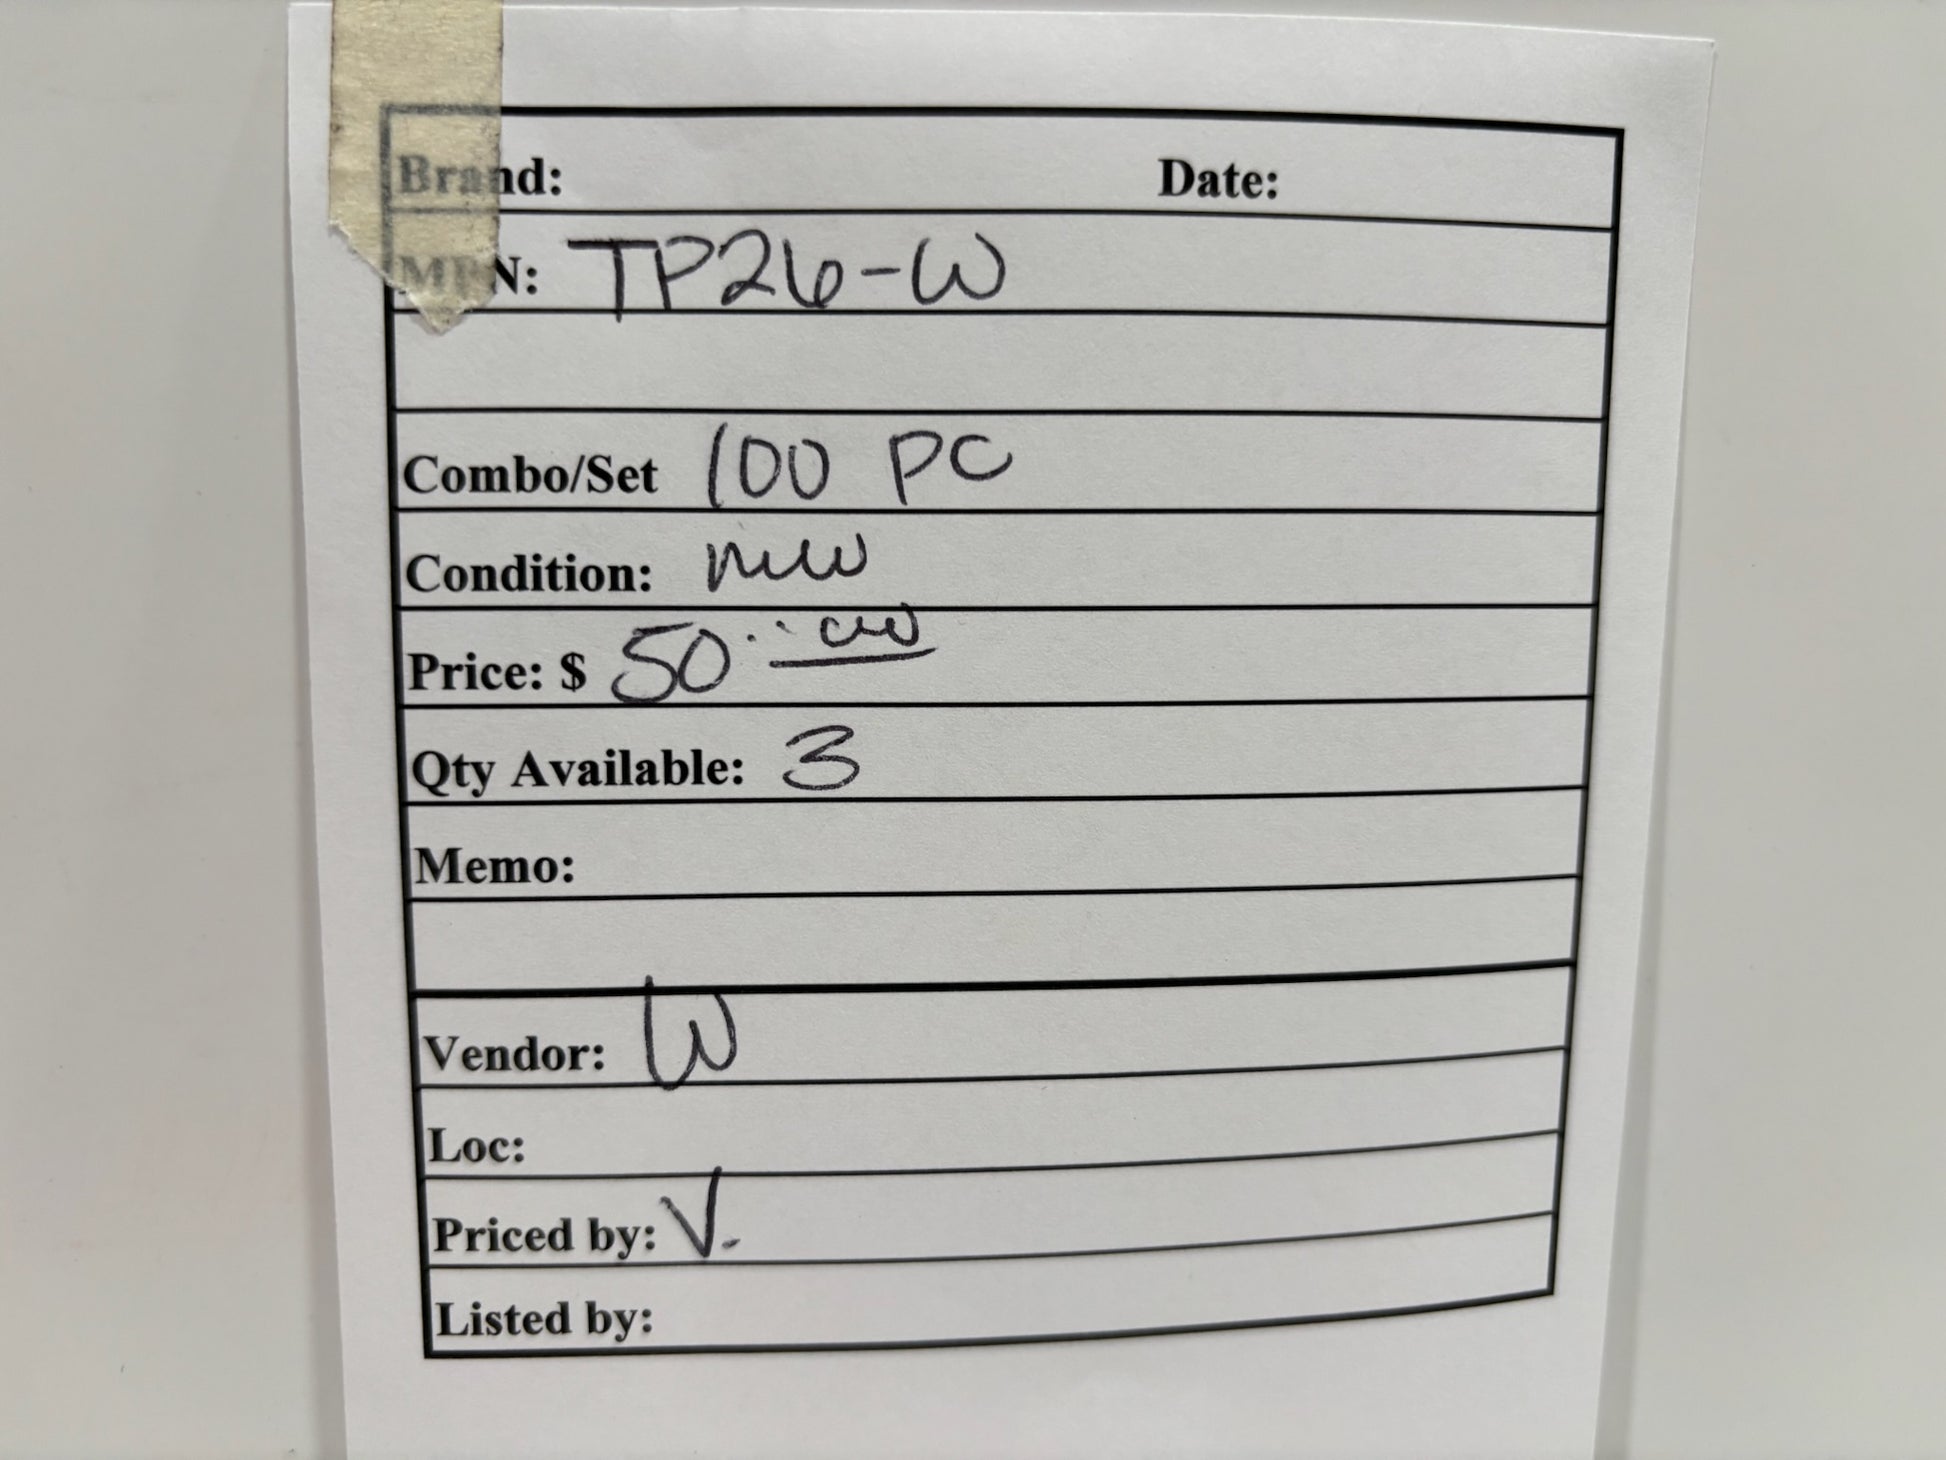 Brand: Date:
MPN: TP26-W
Combo/Set 100 PC
Condition: new
Price: $ 50.00
Qty Available: 3
Memo:
Vendor: W
Loc:
Priced by: V.
Listed by: